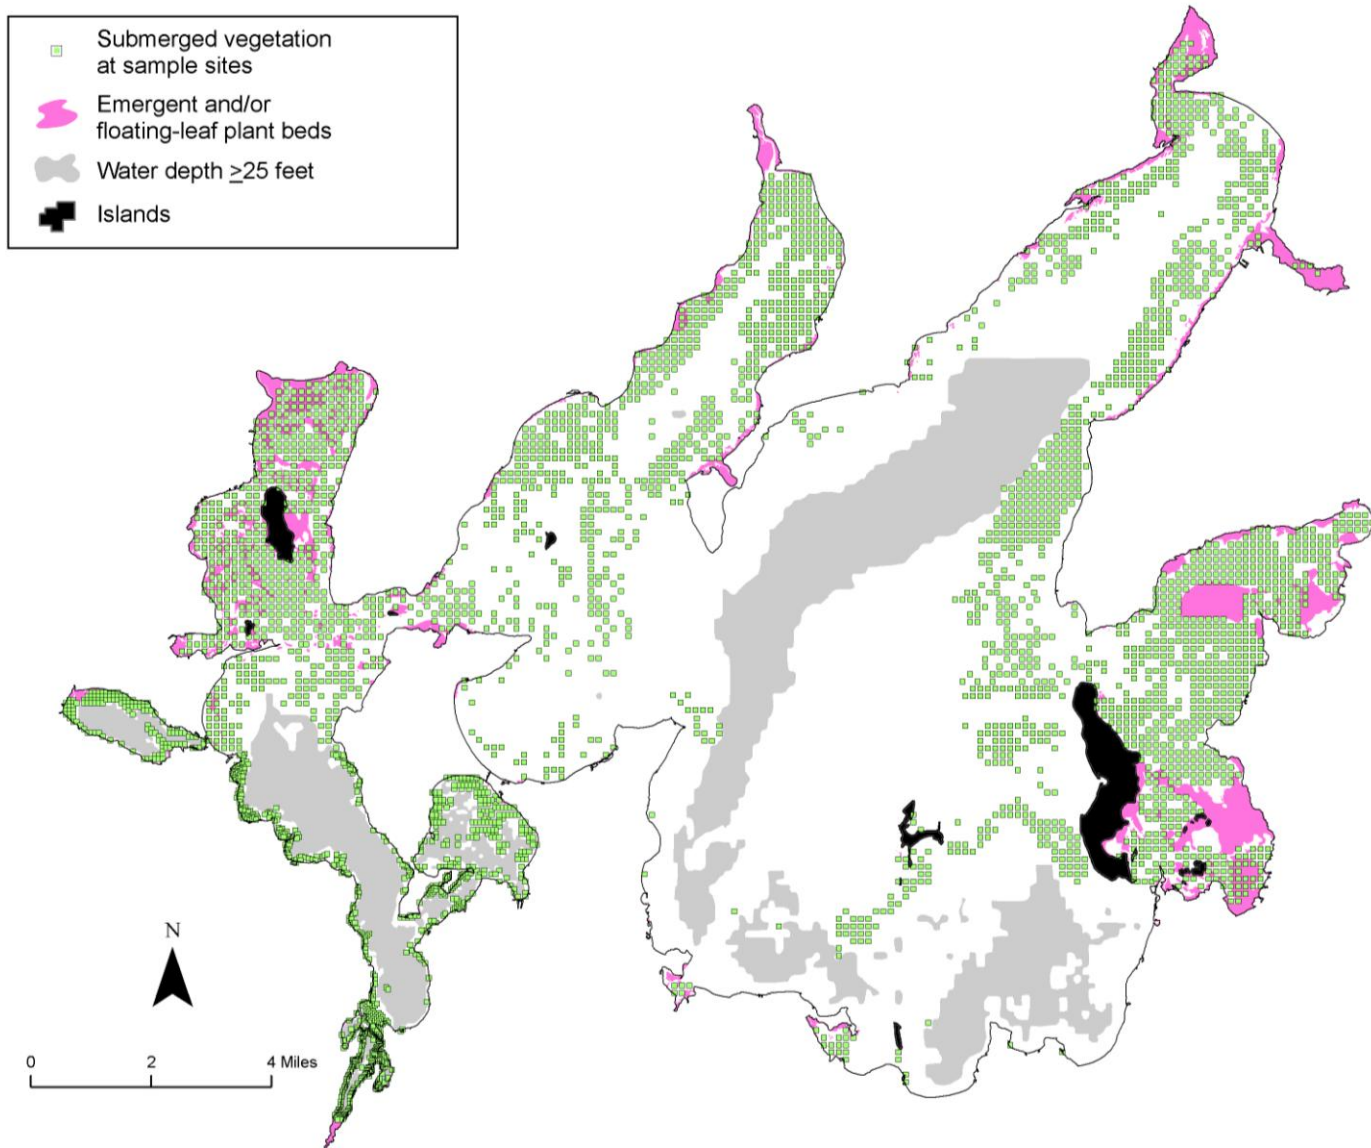 Submerged vegetation
at sample sites
Emergent and/or
floating-leaf plant beds
Water depth ≥25 feet
Islands
N
0 2 4 Miles